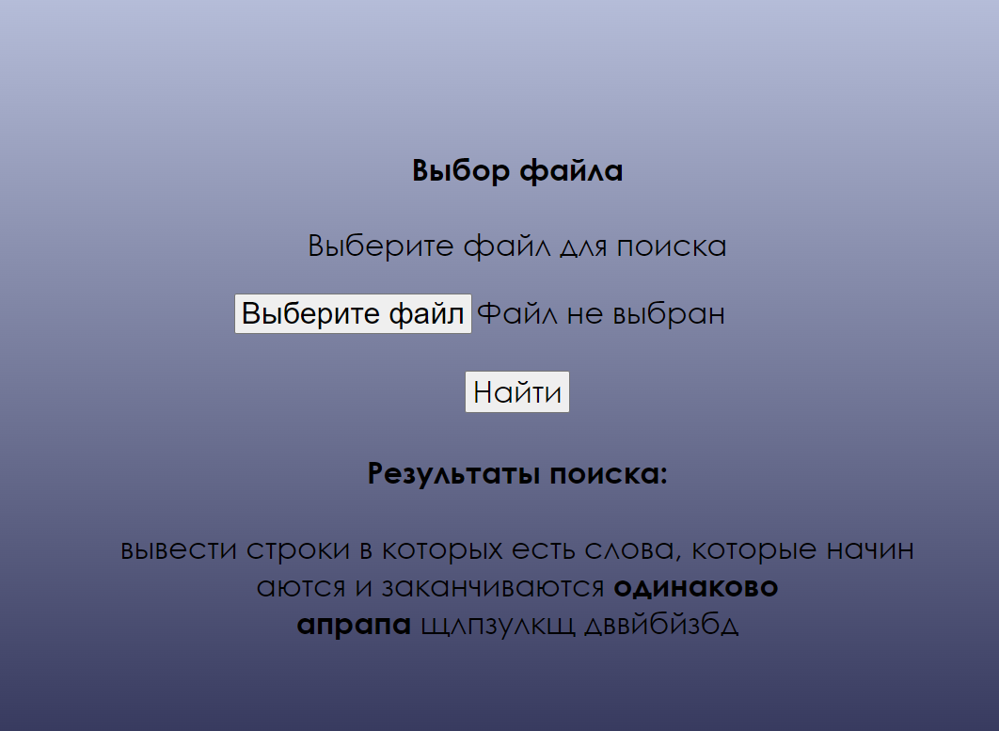 Выбор файла
Выберите файл для поиска
Выберите файл Файл не выбран
Найти
Результаты поиска:
вывести строки в которых есть слова, которые начин
аются и заканчиваются одинаково
апрапа щлпзулкщ дввйбйзбд